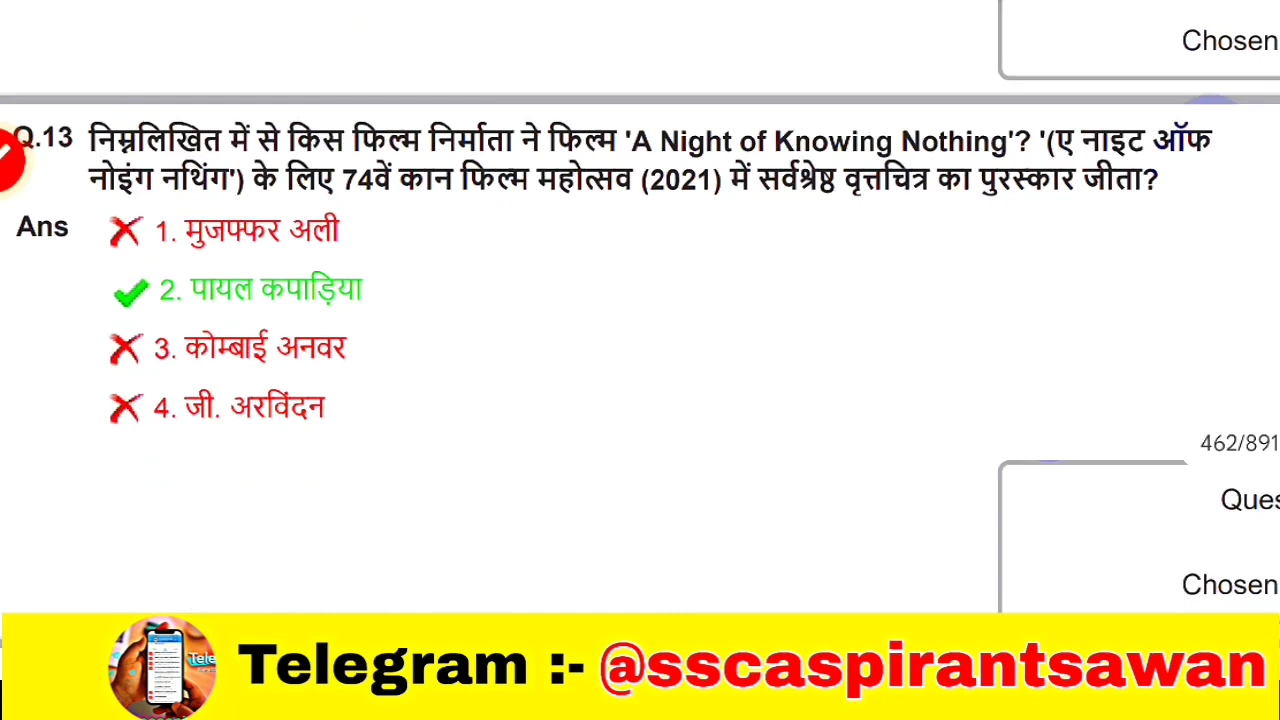 Chosen
Q.13 निम्नलिखित में से किस फिल्म निर्माता ने फिल्म 'A Night of Knowing Nothing'? '(ए नाइट ऑफ
नोइंग नथिंग') के लिए 74वें कान फिल्म महोत्सव (2021) में सर्वश्रेष्ठ वृत्तचित्र का पुरस्कार जीता?
Ans 1. मुजफ्फर अली
2. पायल कपाड़िया
3. कोम्बाई अनवर
4. जी. अरविंदन
462/891
Ques
Chosen
Tele
Telegram :- @sscaspirantsawan